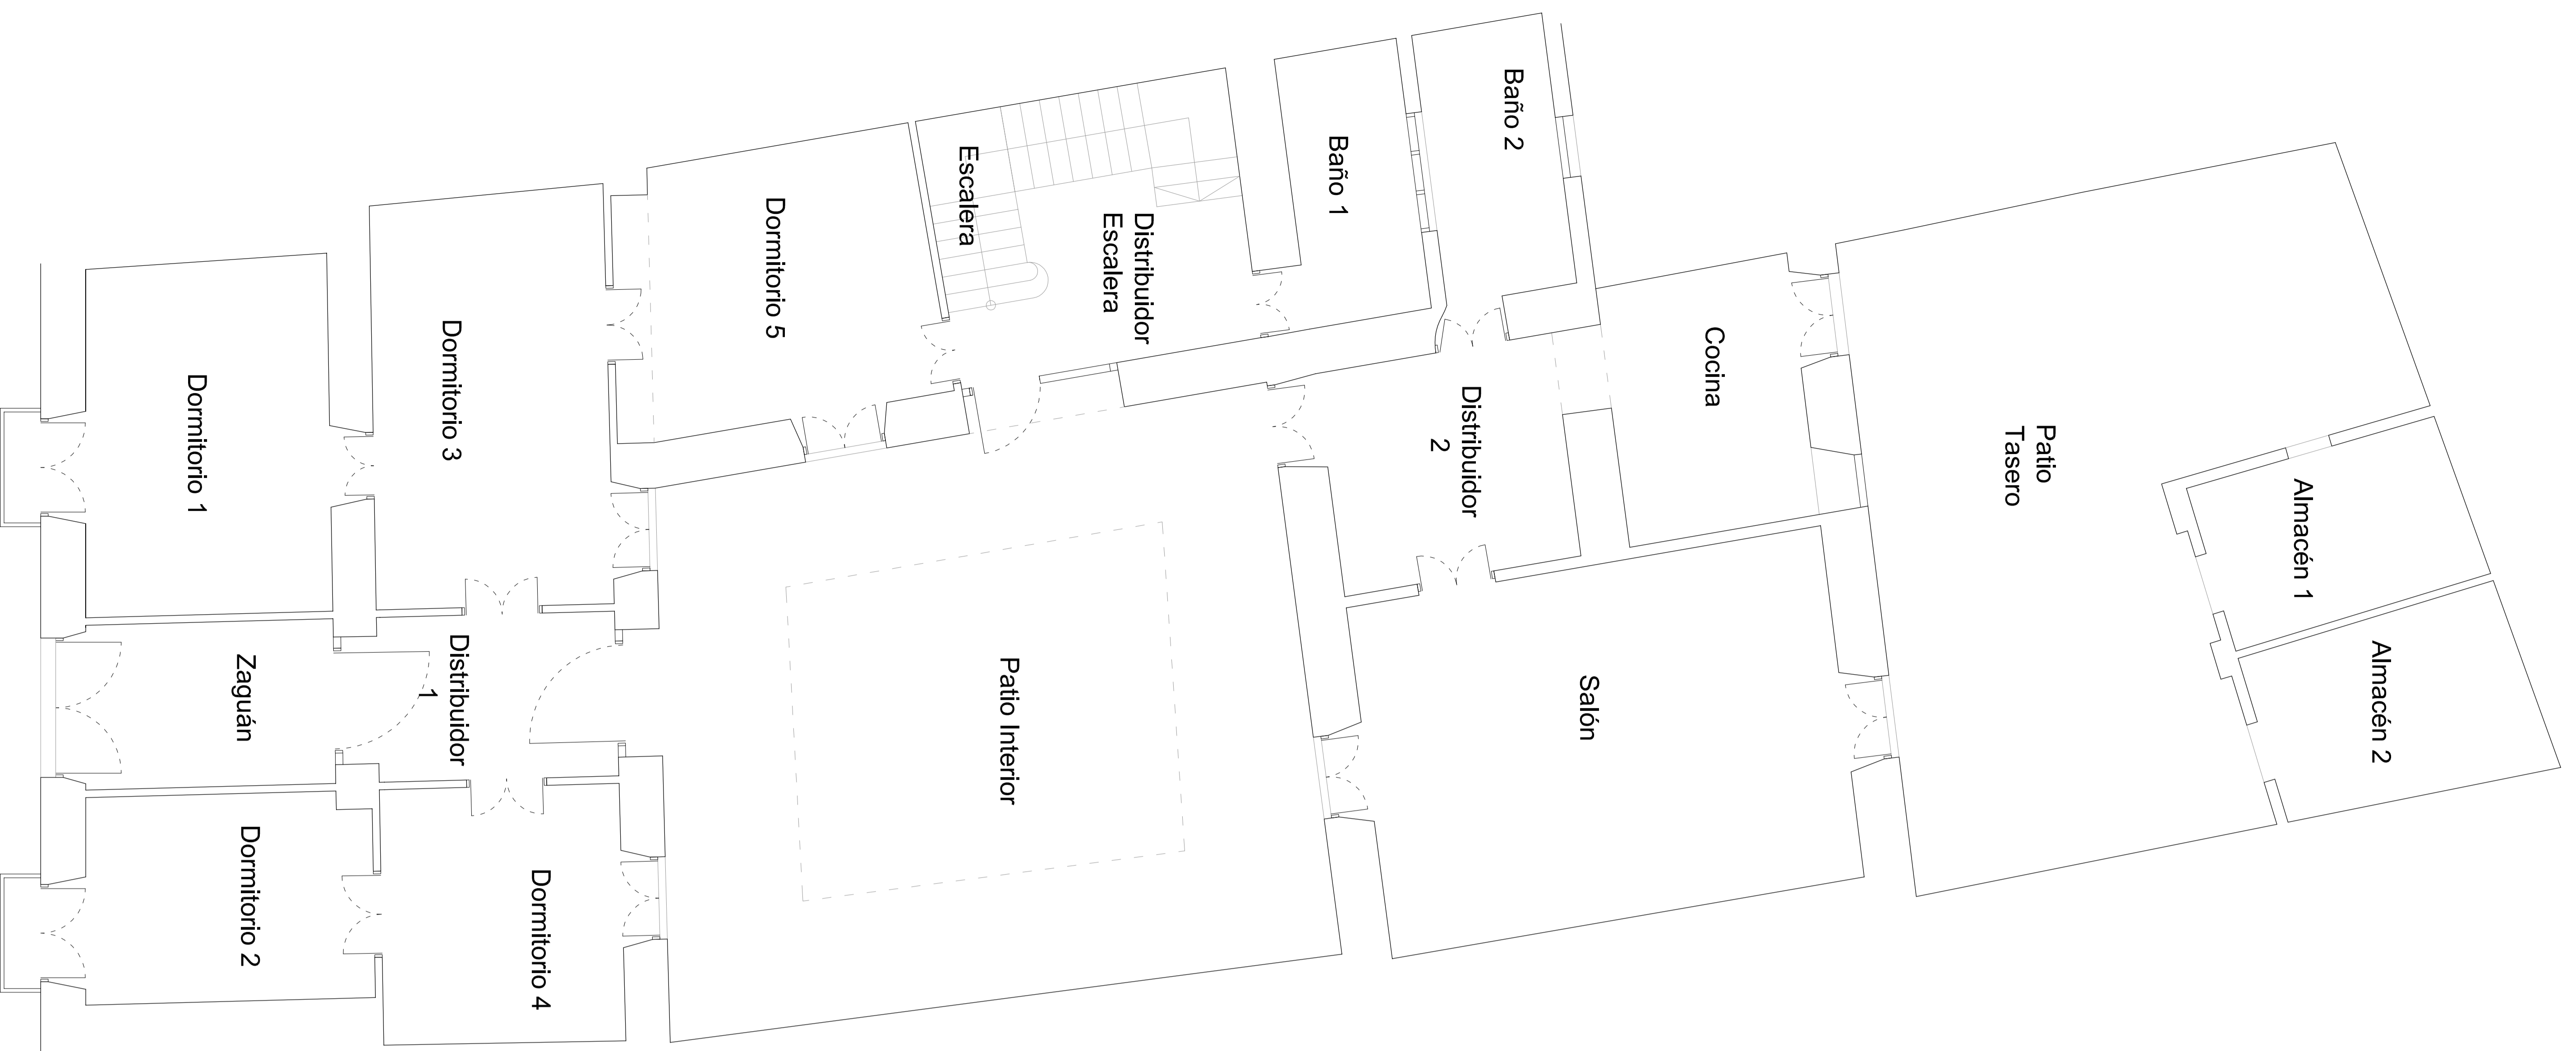 Dormitorio 1
Zaguán
Dormitorio 2
Dormitorio 3
Distribuidor
1
Dormitorio 4
Dormitorio 5
Escalera
Distribuidor
Escalera
Patio Interior
Baño 1
Baño 2
Distribuidor
2
Salón
Cocina
Patio
Tasero
Almacén 1
Almacén 2